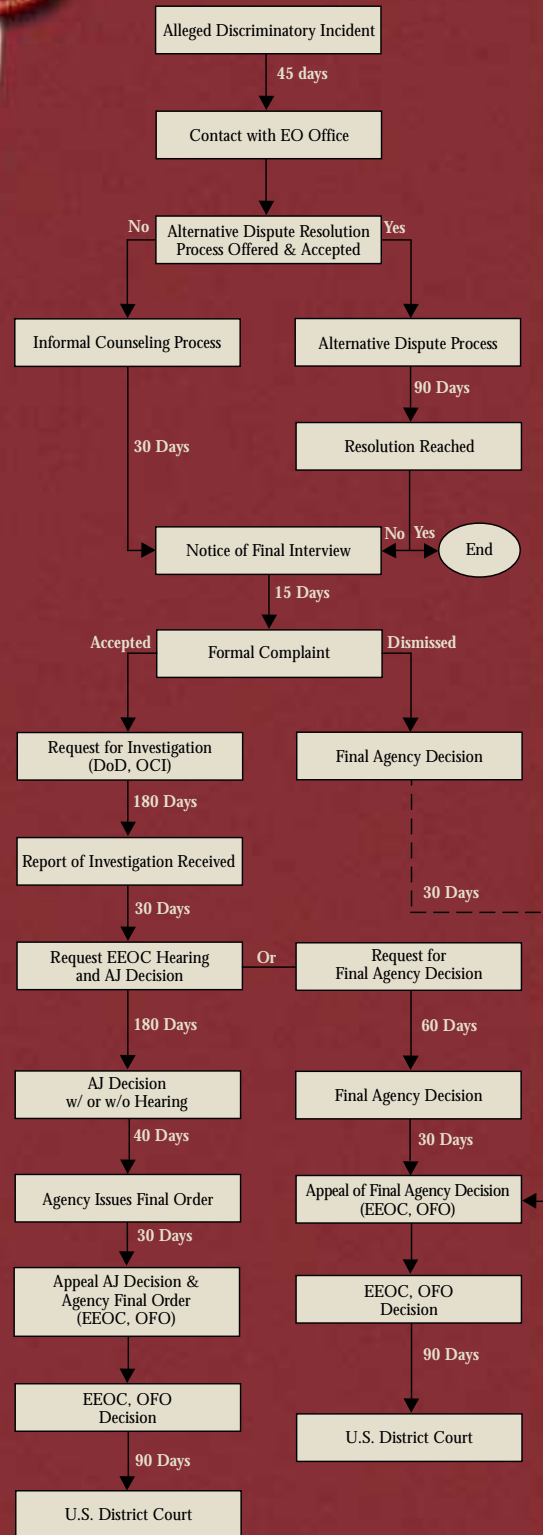 Alleged Discriminatory Incident
45 days
Contact with EO Office
No
Alternative Dispute Resolution
Process Offered & Accepted
Yes
Informal Counseling Process
Alternative Dispute Process
90 Days
30 Days
Resolution Reached
Notice of Final Interview
No
Yes
End
15 Days
Accepted
Formal Complaint
Dismissed
Request for Investigation
(DoD, OCI)
Final Agency Decision
180 Days
Report of Investigation Received
30 Days
30 Days
Request EEOC Hearing
and AJ Decision
Or
Request for
Final Agency Decision
180 Days
60 Days
AJ Decision
w/ or w/o Hearing
Final Agency Decision
40 Days
30 Days
Agency Issues Final Order
Appeal of Final Agency Decision
(EEOC, OFO)
30 Days
Appeal AJ Decision &
Agency Final Order
(EEOC, OFO)
EEOC, OFO
Decision
90 Days
EEOC, OFO
Decision
U.S. District Court
90 Days
U.S. District Court